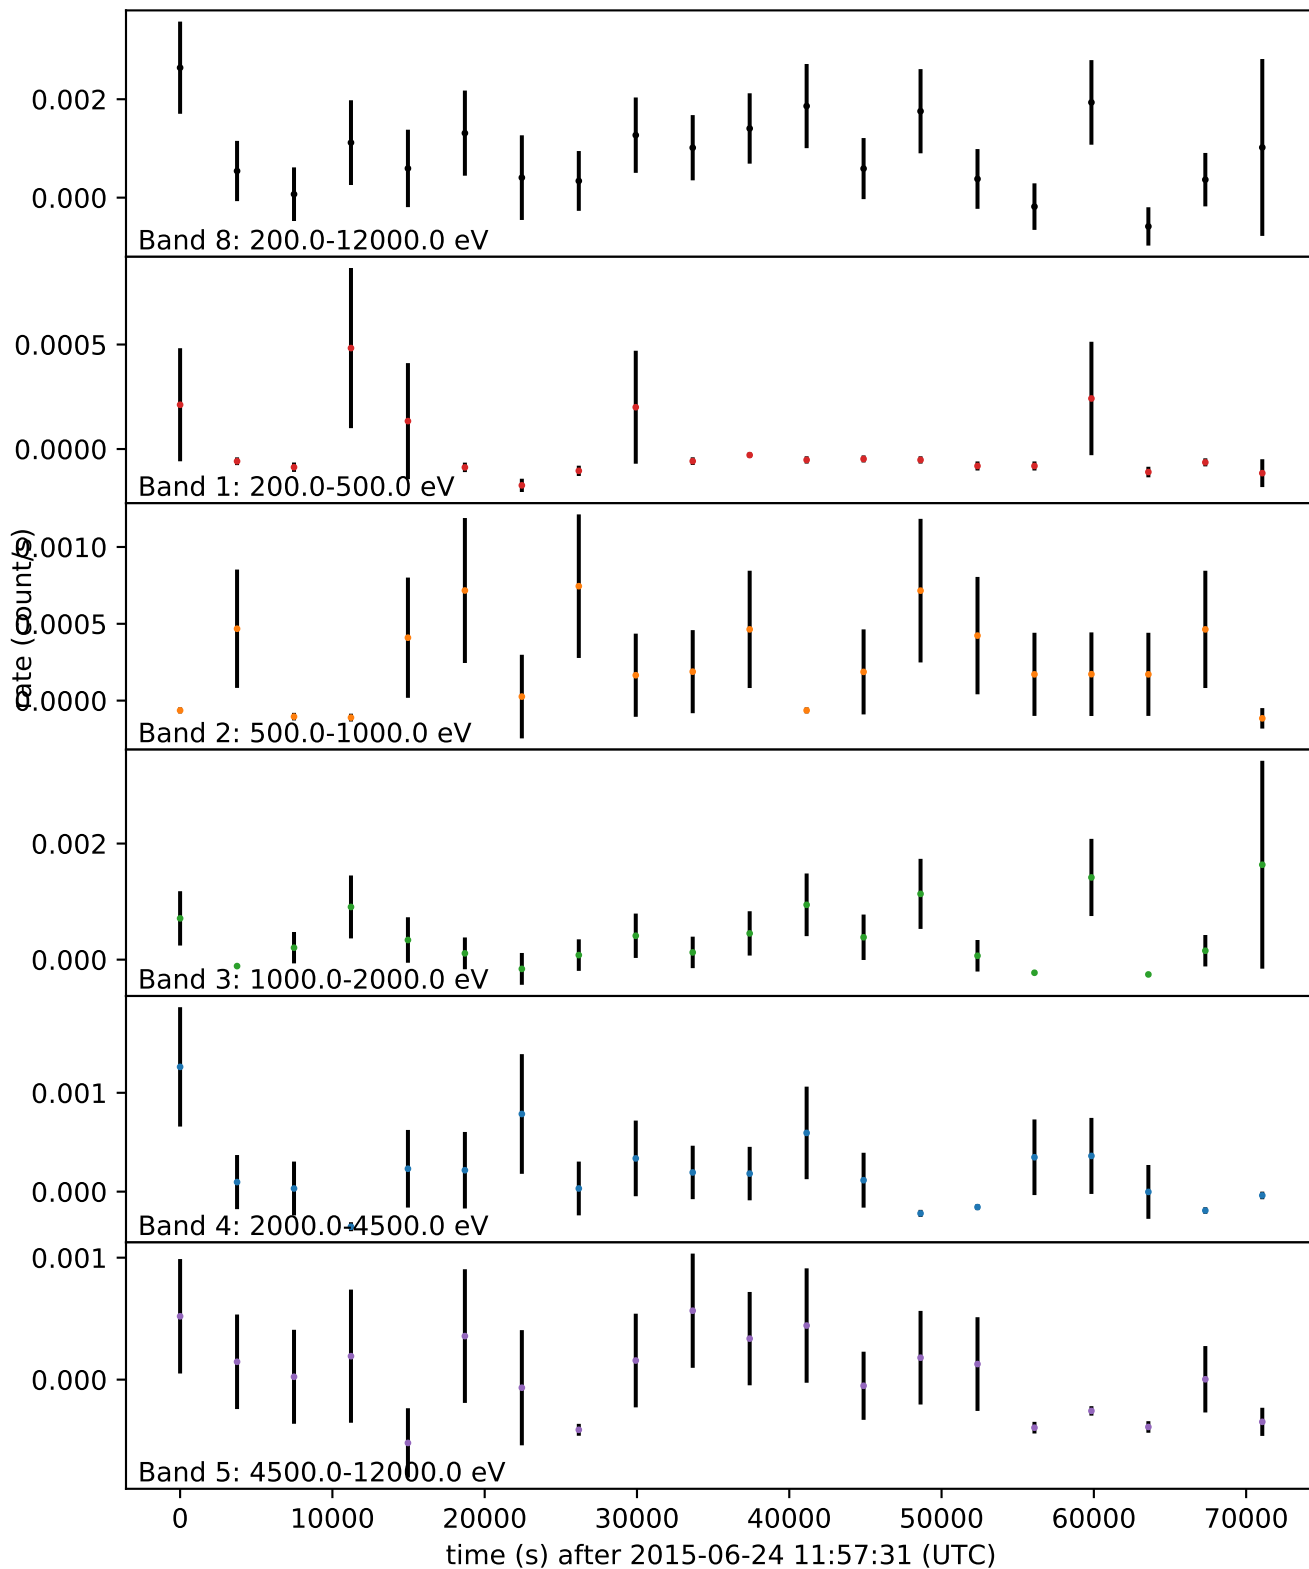 0.002
0.000
Band 8: 200.0-12000.0 eV
0.0005
0.0000
Band 1: 200.0-500.0 eV
rate (count/s)
0.0010
0.0005
0.0000
Band 2: 500.0-1000.0 eV
0.002
0.000
Band 3: 1000.0-2000.0 eV
0.001
0.000
Band 4: 2000.0-4500.0 eV
0.001
0.000
Band 5: 4500.0-12000.0 eV
0 10000 20000 30000 40000 50000 60000 70000
time (s) after 2015-06-24 11:57:31 (UTC)